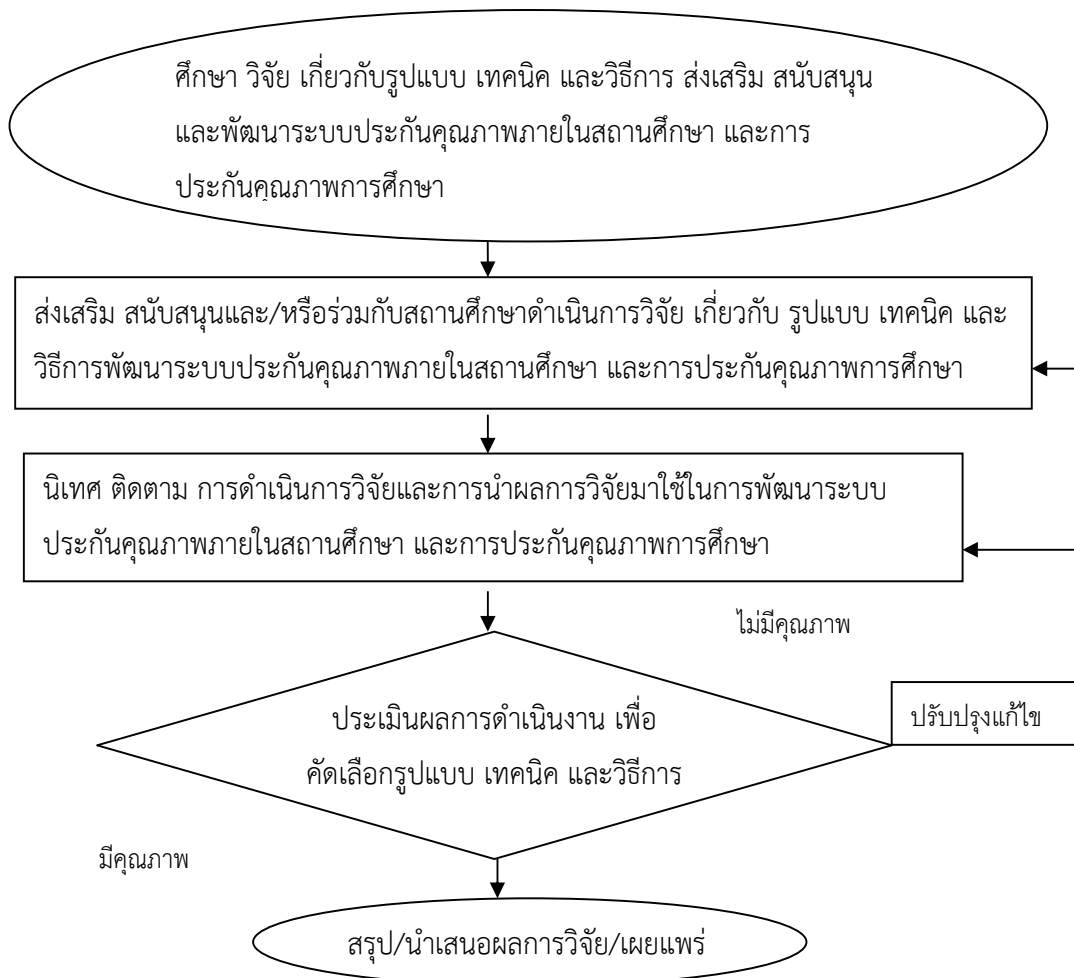 ศึกษา วิจัย เกี่ยวกับรูปแบบ เทคนิค และวิธีการ ส่งเสริม สนับสนุน
และพัฒนาระบบประกันคุณภาพภายในสถานศึกษา และการ
ประกันคุณภาพการศึกษา
ส่งเสริม สนับสนุนและ/หรือร่วมกับสถานศึกษาดำเนินการวิจัย เกี่ยวกับ รูปแบบ เทคนิค และ
วิธีการพัฒนาระบบประกันคุณภาพภายในสถานศึกษา และการประกันคุณภาพการศึกษา
นิเทศ ติดตาม การดำเนินการวิจัยและการนำผลการวิจัยมาใช้ในการพัฒนาระบบ
ประกันคุณภาพภายในสถานศึกษา และการประกันคุณภาพการศึกษา
ไม่มีคุณภาพ
ประเมินผลการดำเนินงาน เพื่อ
คัดเลือกรูปแบบ เทคนิค และวิธีการ
ปรับปรุงแก้ไข
มีคุณภาพ
สรุป/นำเสนอผลการวิจัย/เผยแพร่